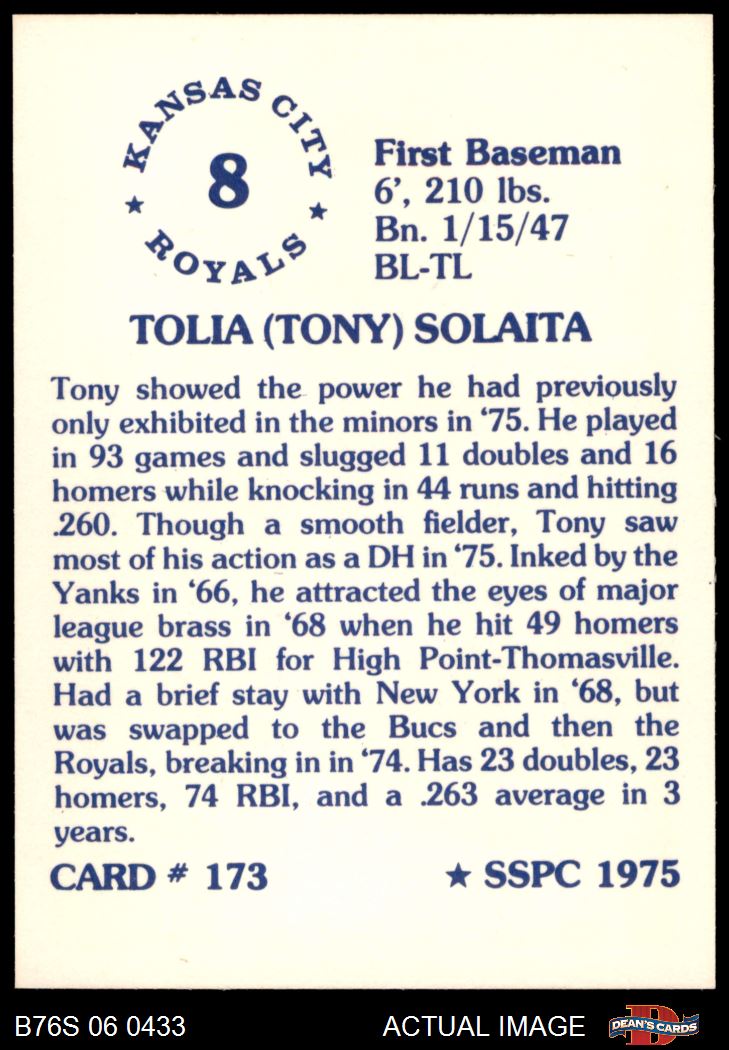 KANSAS CITY
8
ROYALS
First Baseman
6', 210 lbs.
Bn. 1/15/47
BL-TL
TOLIA (TONY) SOLAITA
Tony showed the power he had previously
only exhibited in the minors in ‘75. He played
in 93 games and slugged 11 doubles and 16
homers while knocking in 44 runs and hitting
.260. Though a smooth fielder, Tony saw
most of his action as a DH in ‘75. Inked by the
Yanks in ‘66, he attracted the eyes of major
league brass in ‘68 when he hit 49 homers
with 122 RBI for High Point-Thomasville.
Had a brief stay with New York in ‘68, but
was swapped to the Bucs and then the
Royals, breaking in in ‘74. Has 23 doubles, 23
homers, 74 RBI, and a .263 average in 3
years.
CARD # 173 ★ SSPC 1975
B76S 06 0433 ACTUAL IMAGE DEAN'S CARDS